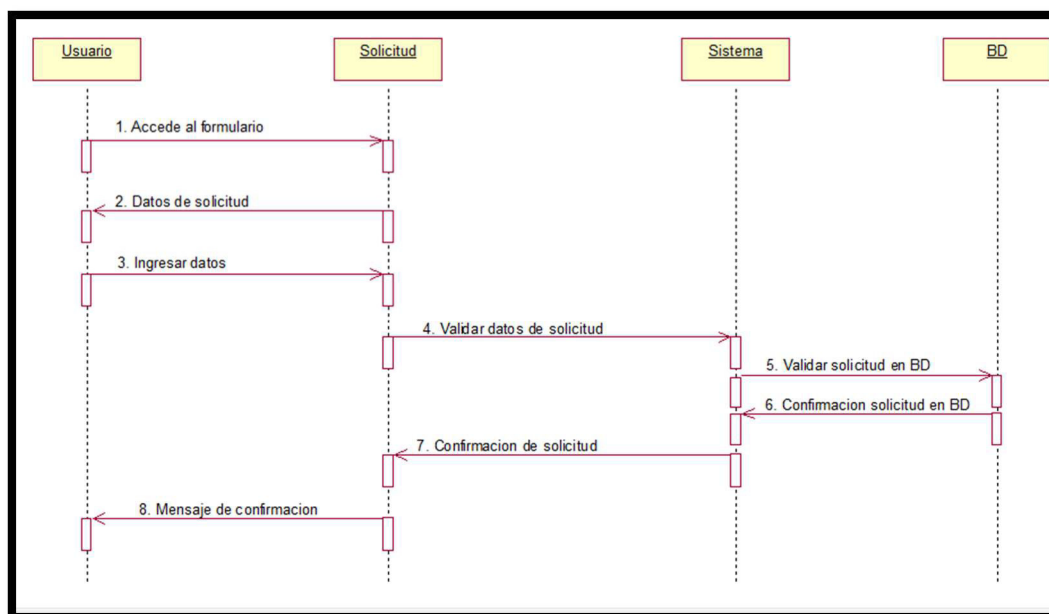 Usuario
Solicitud
Sistema
BD
1. Accede al formulario
2. Datos de solicitud
3. Ingresar datos
4. Validar datos de solicitud
5. Validar solicitud en BD
6. Confirmacion solicitud en BD
7. Confirmacion de solicitud
8. Mensaje de confirmacion